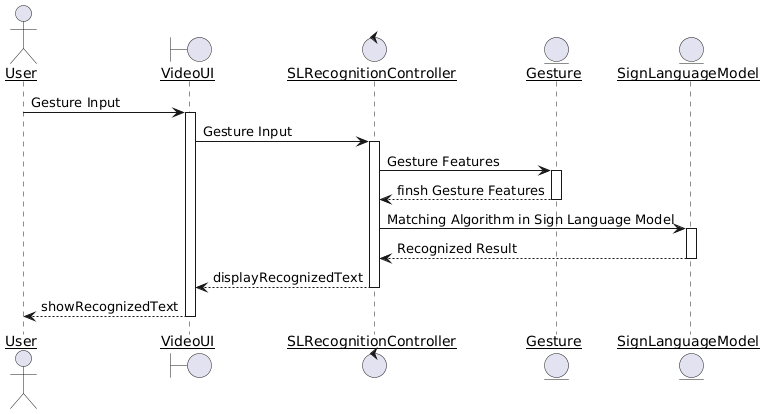 User
VideoUI
SLRecognitionController
Gesture
SignLanguageModel
Gesture Input
Gesture Input
Gesture Features
finsh Gesture Features
Matching Algorithm in Sign Language Model
Recognized Result
displayRecognizedText
showRecognizedText
User
VideoUI
SLRecognitionController
Gesture
SignLanguageModel